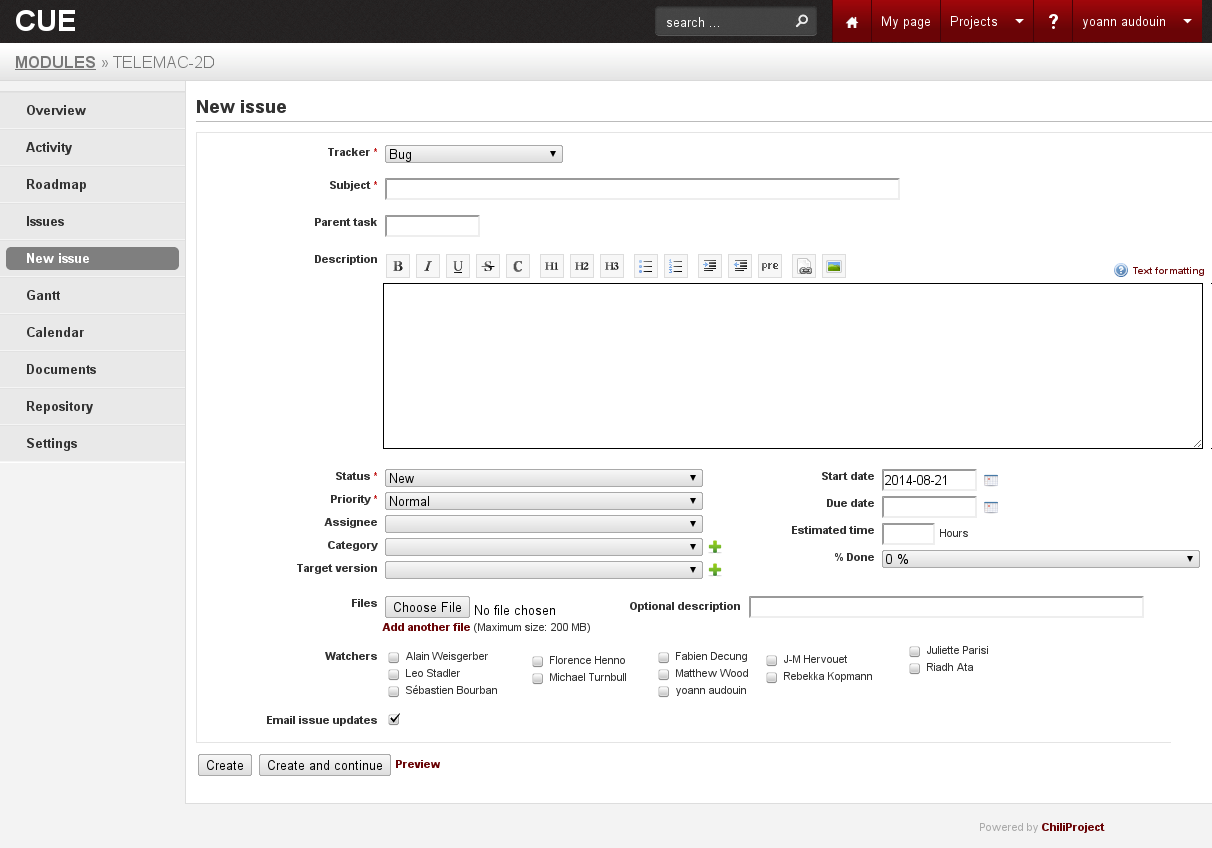 CUE
search ...
My page
Projects
?
yoann audouin
MODULES » TELEMAC-2D
Overview
Activity
Roadmap
Issues
New issue
Gantt
Calendar
Documents
Repository
Settings
New issue
Tracker * Bug
Subject *
Parent task
Description B I U S C H1 H2 H3 pre
Text formatting
Status * New
Priority * Normal
Assignee
Category
Target version
Start date 2014-08-21
Due date
Estimated time Hours
% Done 0 %
Files Choose File No file chosen Optional description
Add another file (Maximum size: 200 MB)
Watchers
Alain Weisgerber
Leo Stadler
Sébastien Bourban
Florence Henno
Michael Turnbull
Fabien Decung
Matthew Wood
yoann audouin
J-M Hervouet
Rebekka Kopmann
Juliette Parisi
Riadh Ata
Email issue updates
Create Create and continue Preview
Powered by ChiliProject